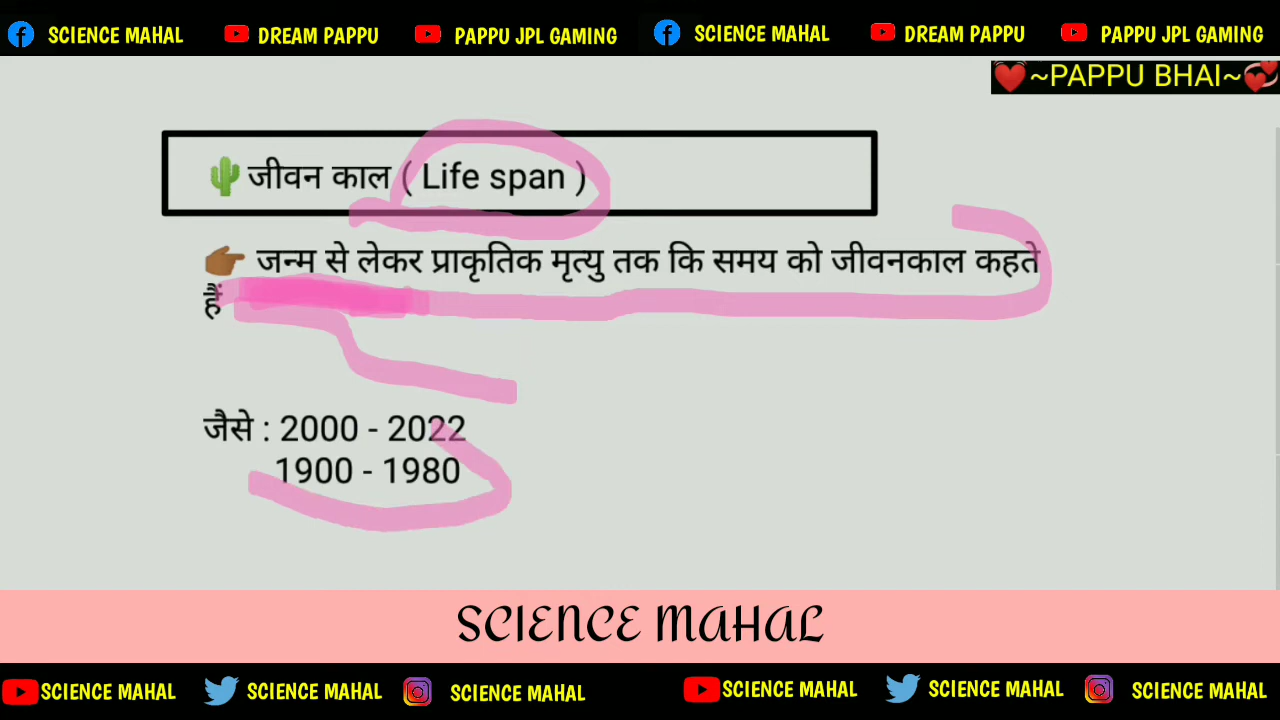 SCIENCE MAHAL DREAM PAPPU PAPPU JPL GAMING SCIENCE MAHAL DREAM PAPPU PAPPU JPL GAMING
~PAPPU BHAI~
जीवन काल ( Life span )
जन्म से लेकर प्राकृतिक मृत्यु तक कि समय को जीवनकाल कहते
हैं
जैसे : 2000 - 2022
1900 - 1980
SCIENCE MAHAL
SCIENCE MAHAL SCIENCE MAHAL SCIENCE MAHAL SCIENCE MAHAL SCIENCE MAHAL SCIENCE MAHAL